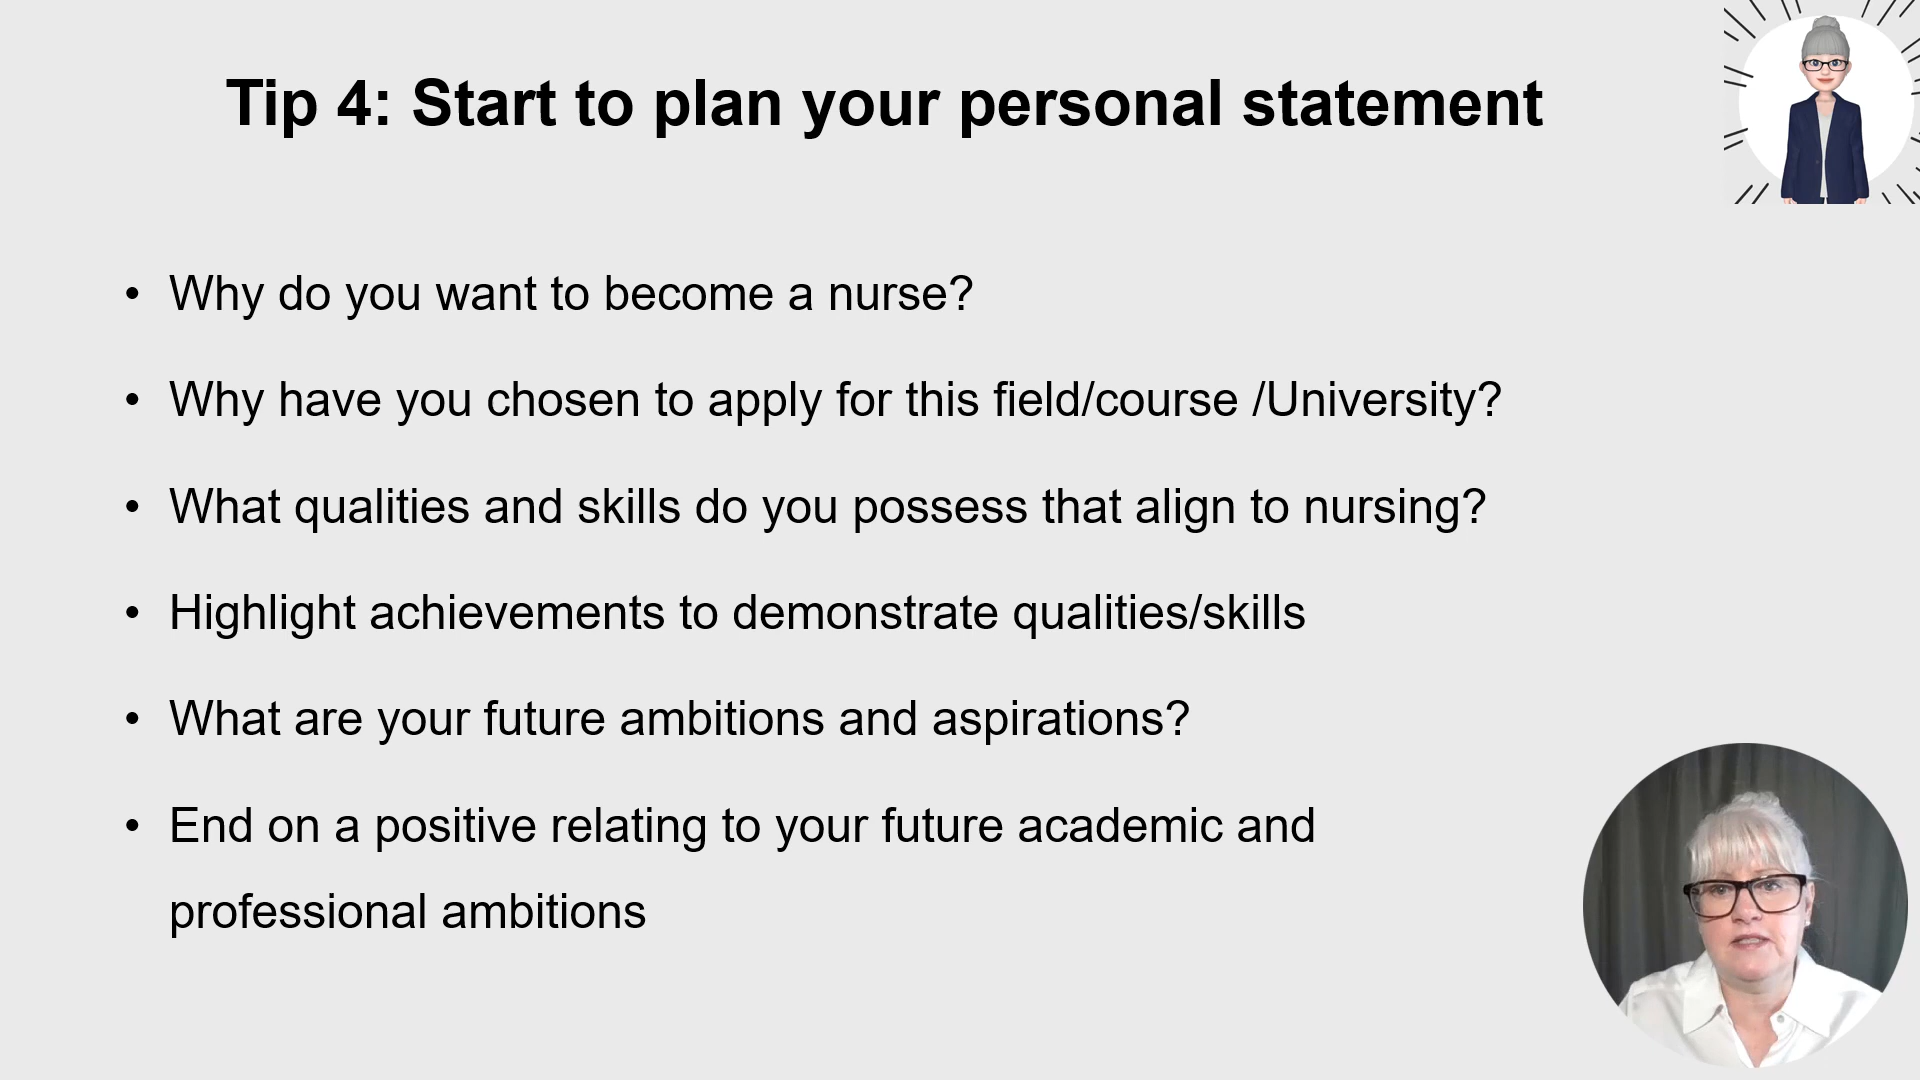 Tip 4: Start to plan your personal statement
• Why do you want to become a nurse?
• Why have you chosen to apply for this field/course /University?
• What qualities and skills do you possess that align to nursing?
• Highlight achievements to demonstrate qualities/skills
• What are your future ambitions and aspirations?
• End on a positive relating to your future academic and
professional ambitions